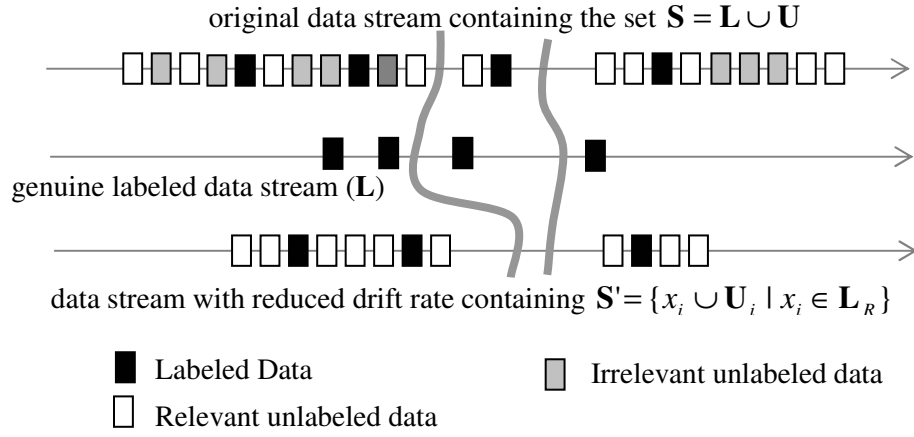 original data stream containing the set S = L ∪ U
genuine labeled data stream (L)
data stream with reduced drift rate containing S'= {x_i ∪ U_i | x_i ∈ L_R}
Labeled Data
Irrelevant unlabeled data
Relevant unlabeled data